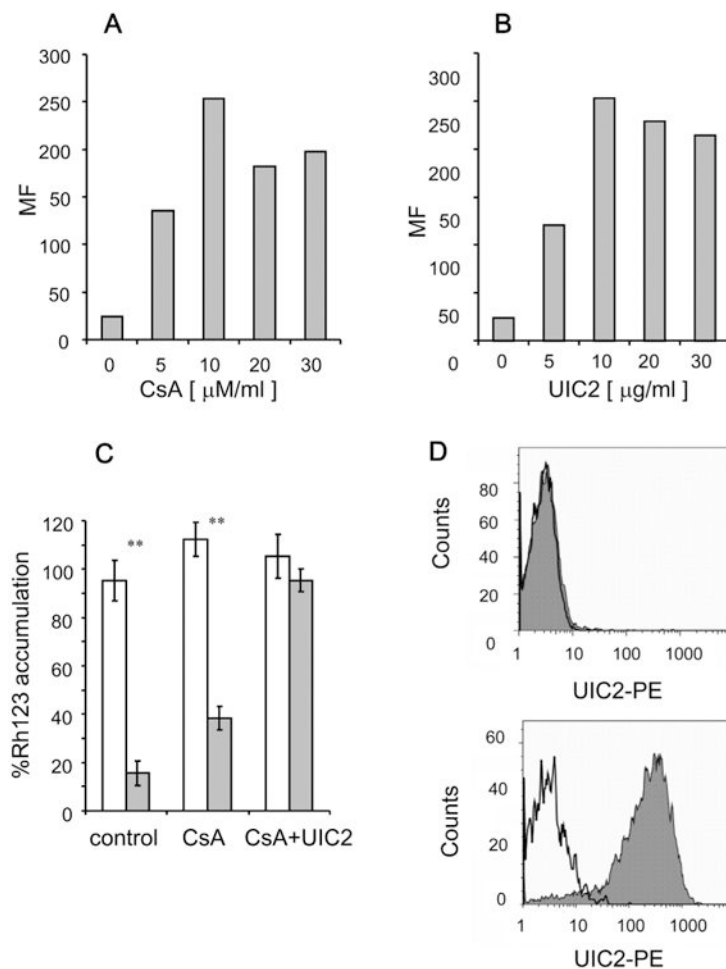 A
300
250
200
50
100
50
0
MF
0 5 10 20 30
CsA [ μM/ml ]
B
300
250
200
50
100
50
0
MF
0 5 10 20 30
UIC2 [ μg/ml ]
C
120
100
80
60
40
20
0
%Rh123 accumulation
**
**
control CsA CsA+UIC2
D
80
60
40
20
0
Counts
1 10 100 1000
UIC2-PE
60
40
20
0
Counts
1 10 100 1000
UIC2-PE